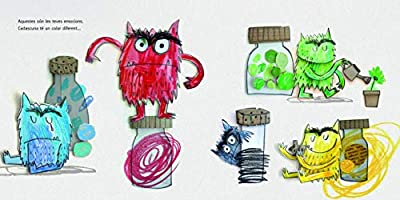 Aquestes són les teves emocions.
Cadascuna té un color diferent...